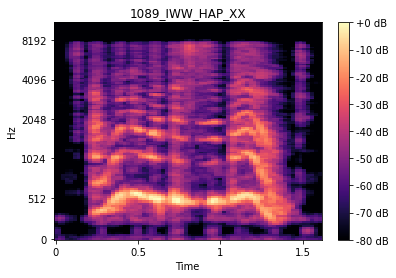 1089_IWW_HAP_XX
+0 dB
8192
-10 dB
4096
-20 dB
-30 dB
2048
Hz
-40 dB
1024
-50 dB
512
-60 dB
-70 dB
0
-80 dB
0
0.5
1
1.5
Time